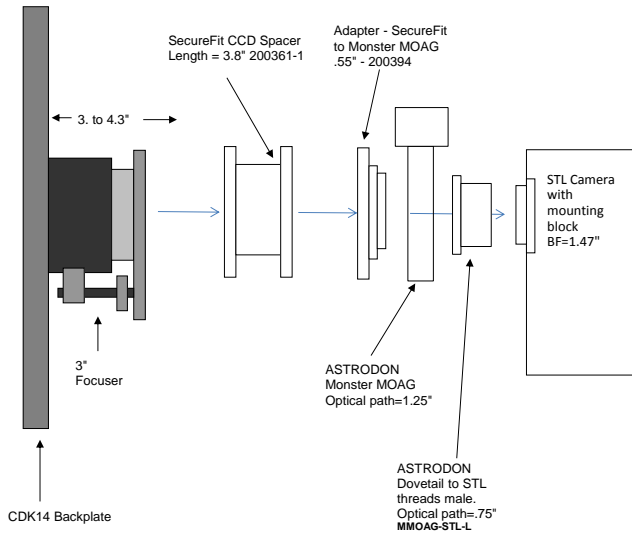 SecureFit CCD Spacer
Length = 3.8" 200361-1
Adapter - SecureFit
to Monster MOAG
.55" - 200394
3. to 4.3"
STL Camera
with
mounting
block
BF=1.47"
3"
Focuser
ASTRODON
Monster MOAG
Optical path=1.25"
ASTRODON
Dovetail to STL
threads male.
Optical path=.75"
MMOAG-STL-L
CDK14 Backplate